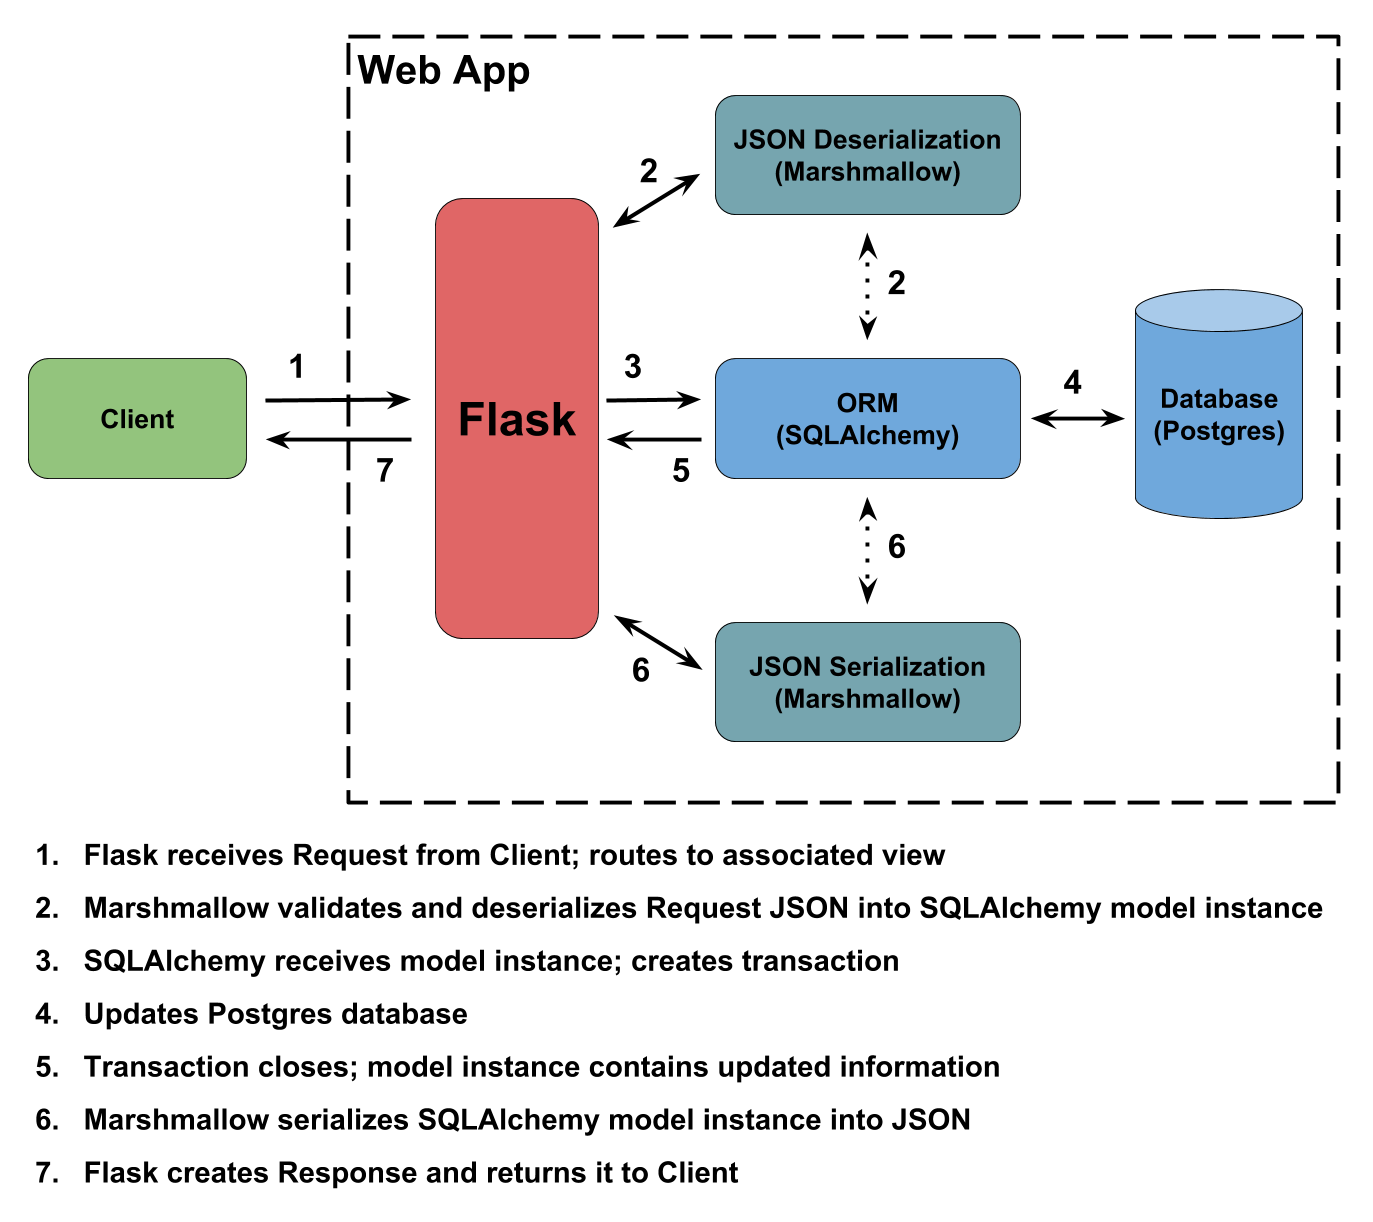 Web App
JSON Deserialization
(Marshmallow)
2
2
Client
1
7
Flask
3
5
ORM
(SQLAlchemy)
4
Database
(Postgres)
6
6
JSON Serialization
(Marshmallow)
1. Flask receives Request from Client; routes to associated view
2. Marshmallow validates and deserializes Request JSON into SQLAlchemy model instance
3. SQLAlchemy receives model instance; creates transaction
4. Updates Postgres database
5. Transaction closes; model instance contains updated information
6. Marshmallow serializes SQLAlchemy model instance into JSON
7. Flask creates Response and returns it to Client